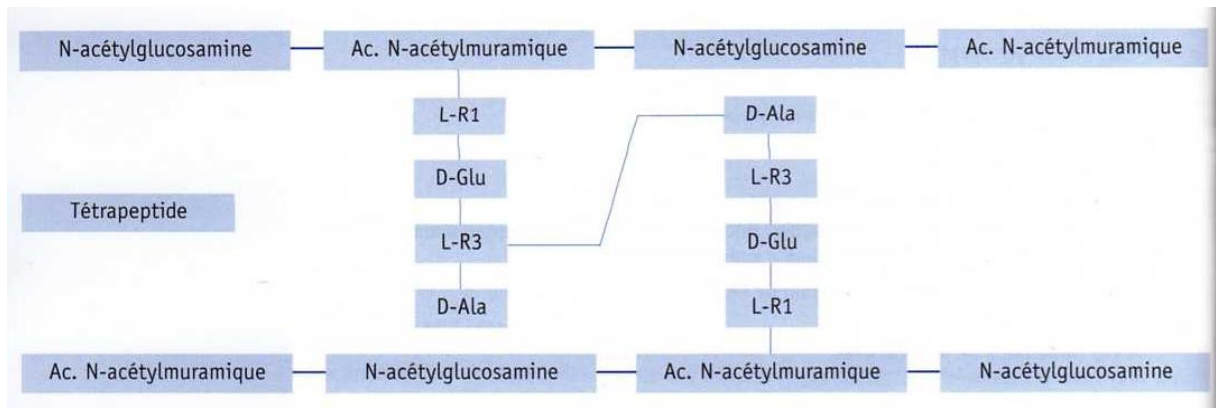 N-acétylglucosamine Ac. N-acétylmuramique N-acétylglucosamine Ac. N-acétylmuramique
L-R1 D-Ala
D-Glu L-R3
Tétrapeptide
L-R3 D-Glu
D-Ala L-R1
Ac. N-acétylmuramique N-acétylglucosamine Ac. N-acétylmuramique N-acétylglucosamine